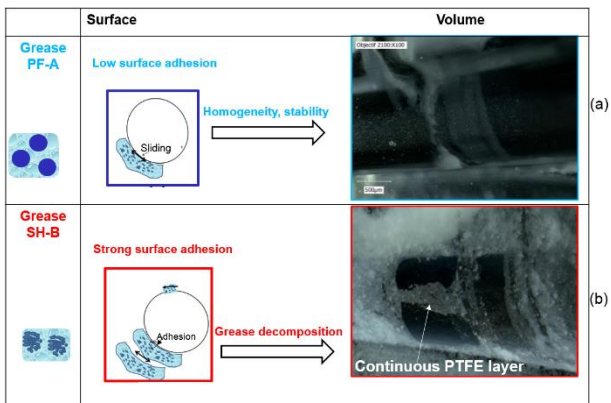 Surface
Volume
Grease
PF-A
Low surface adhesion
Sliding
Homogeneity, stability
Objectif Z100:X100
500µm
(a)
Grease
SH-B
Strong surface adhesion
Adhesion
Grease decomposition
Continuous PTFE layer
(b)